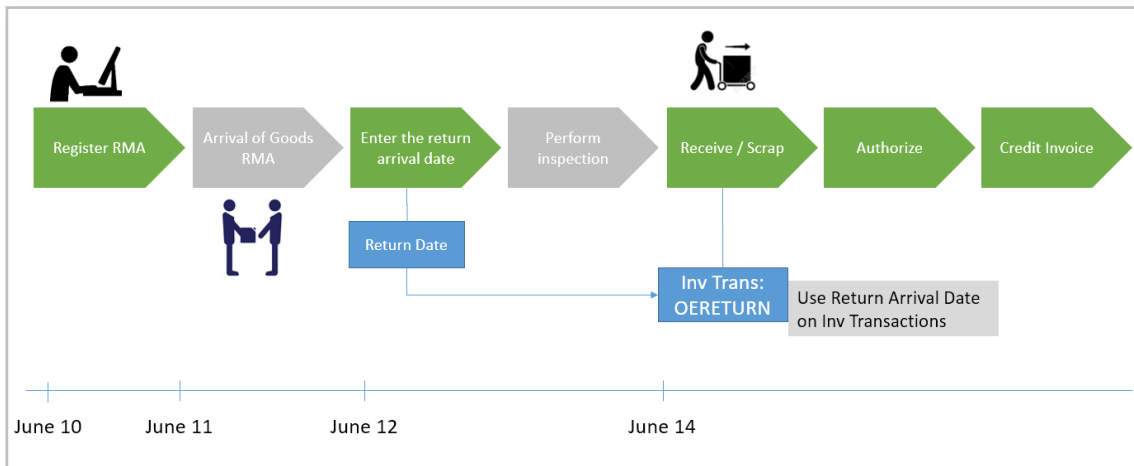 Register RMA
Arrival of Goods
RMA
Enter the return
arrival date
Perform
inspection
Receive / Scrap
Authorize
Credit Invoice
Return Date
Inv Trans:
OERETURN
Use Return Arrival Date
on Inv Transactions
June 10
June 11
June 12
June 14